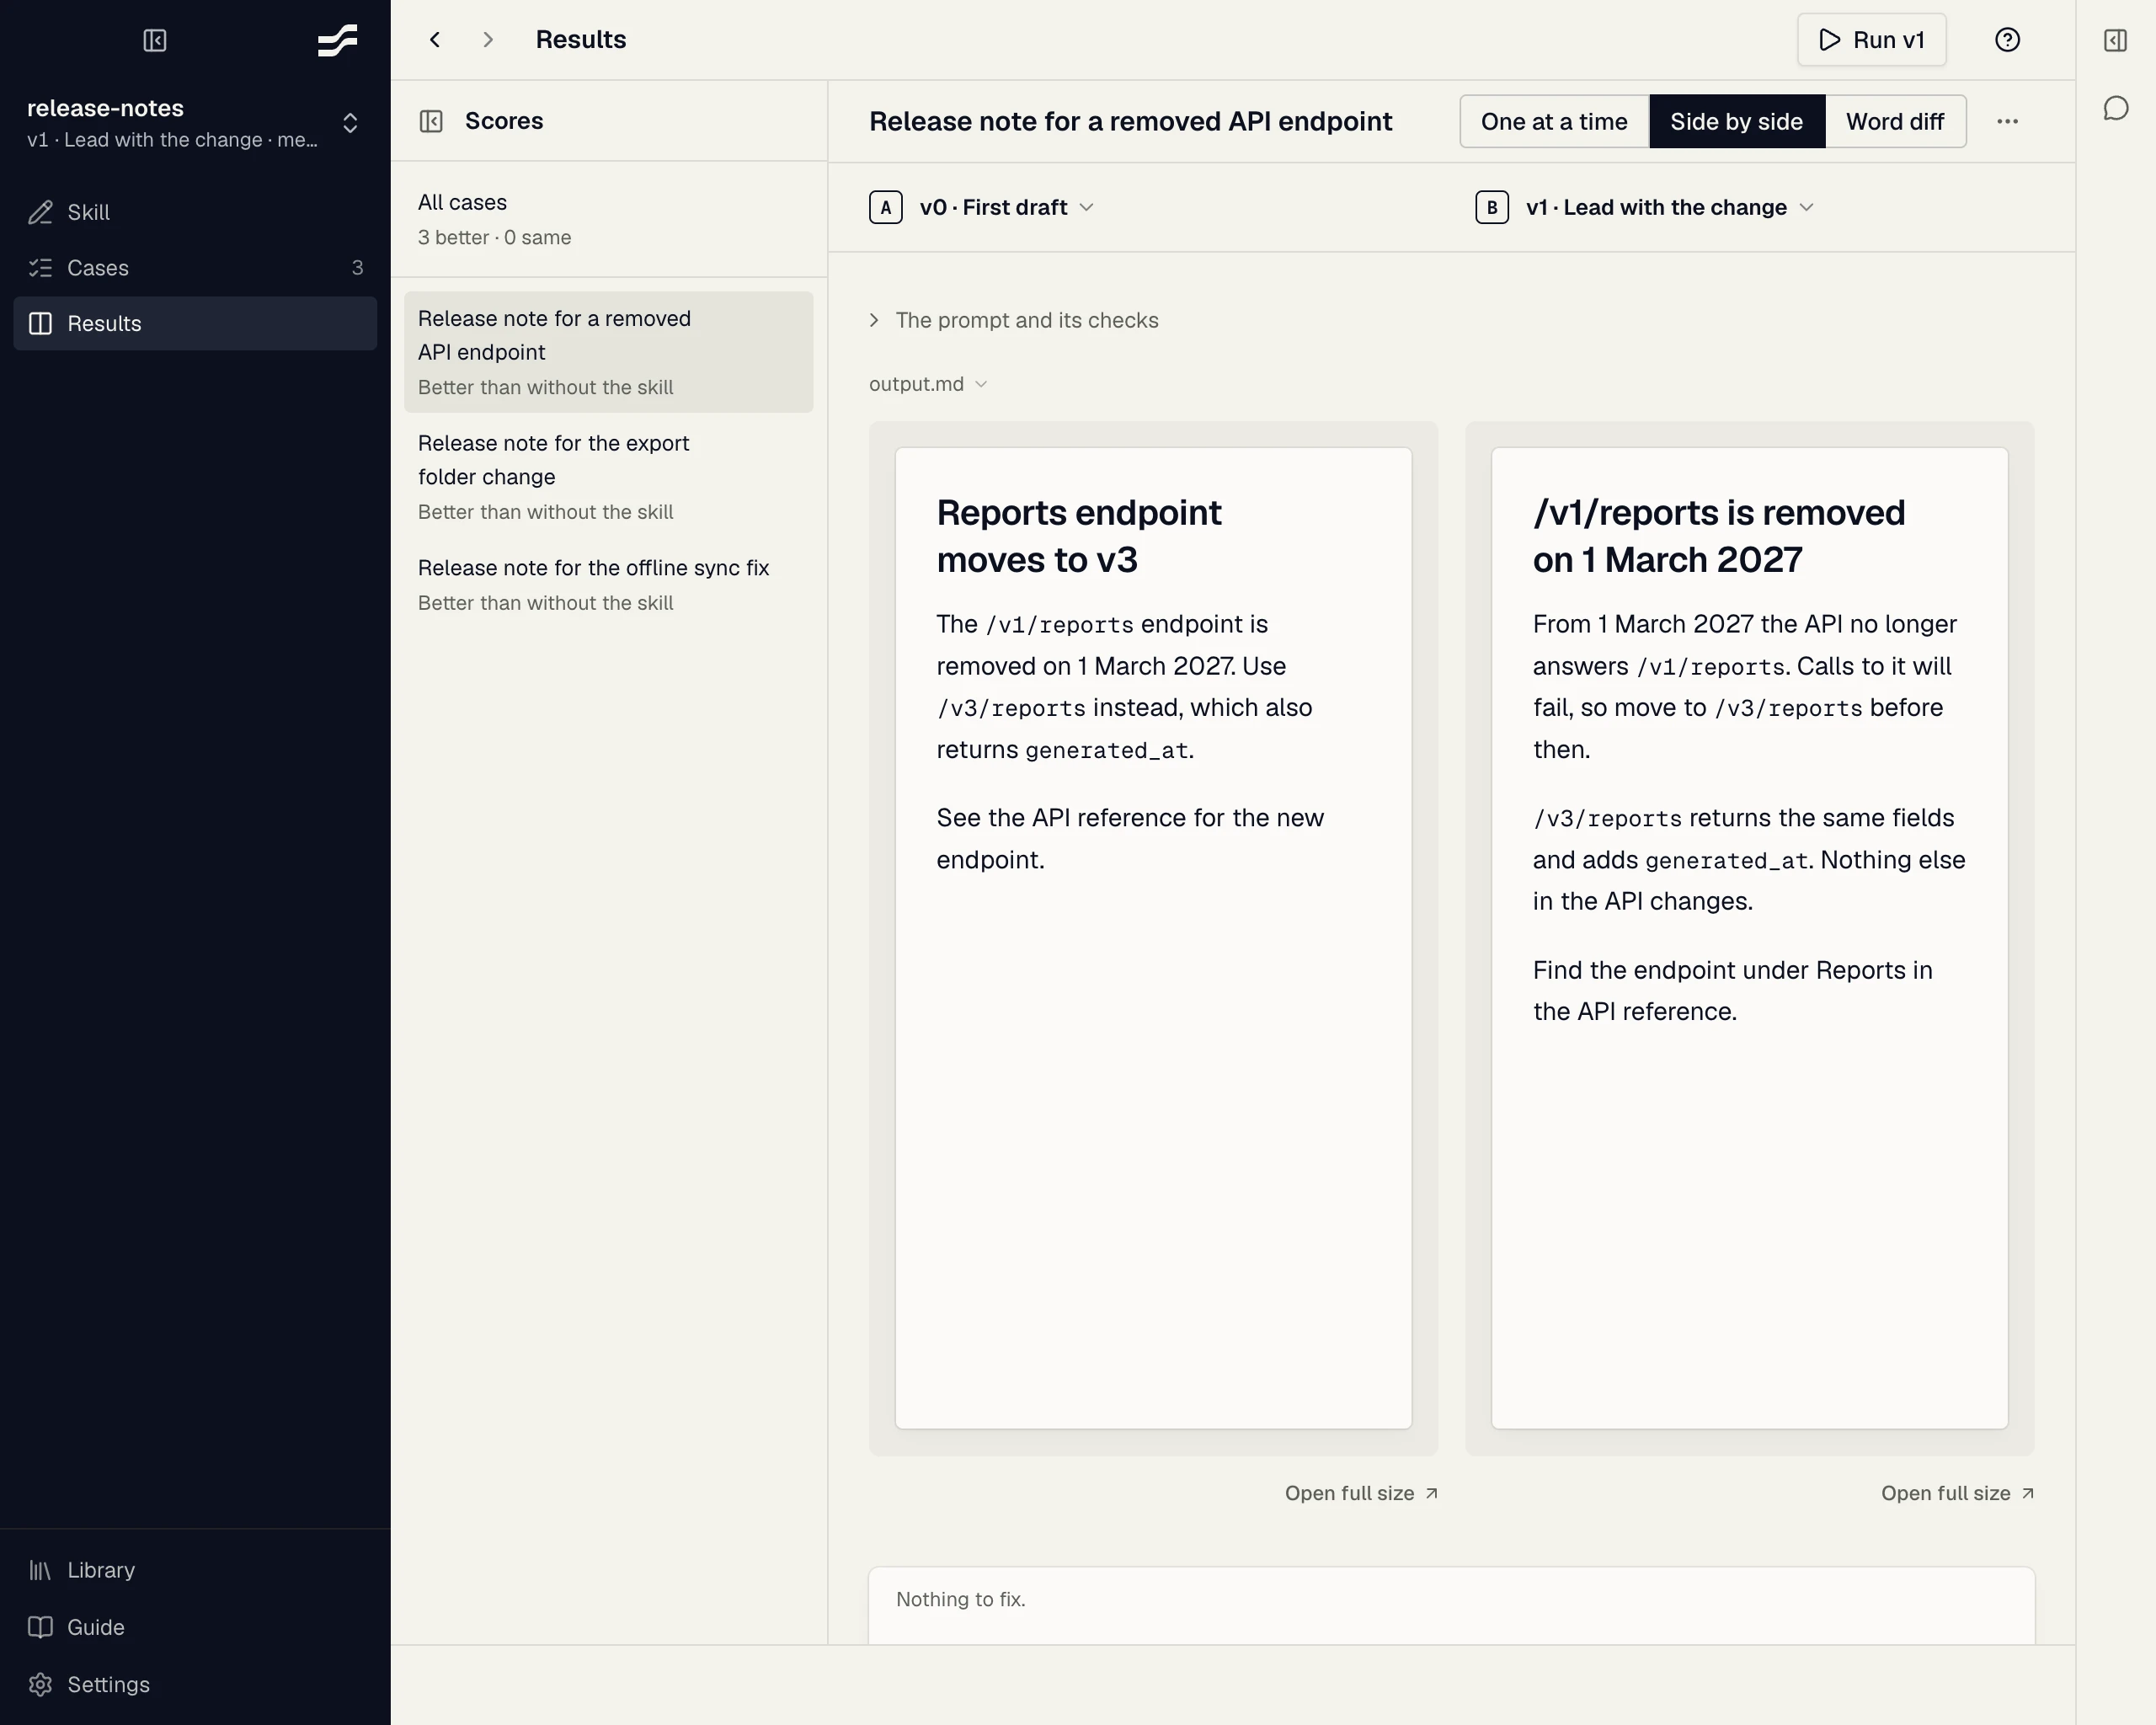 release-notes
v1 · Lead with the change · me...
Skill
Cases
3
Results
Library
Guide
Settings
Results
Run v1
Scores
All cases
3 better · 0 same
Release note for a removed
API endpoint
Better than without the skill
Release note for the export
folder change
Better than without the skill
Release note for the offline sync fix
Better than without the skill
Release note for a removed API endpoint
One at a time
Side by side
Word diff
A
v0 · First draft
B
v1 · Lead with the change
The prompt and its checks
output.md
Reports endpoint
moves to v3
The /v1/reports endpoint is
removed on 1 March 2027. Use
/v3/reports instead, which also
returns generated_at.
See the API reference for the new
endpoint.
Open full size
/v1/reports is removed
on 1 March 2027
From 1 March 2027 the API no longer
answers /v1/reports. Calls to it will
fail, so move to /v3/reports before
then.
/v3/reports returns the same fields
and adds generated_at. Nothing else
in the API changes.
Find the endpoint under Reports in
the API reference.
Open full size
Nothing to fix.